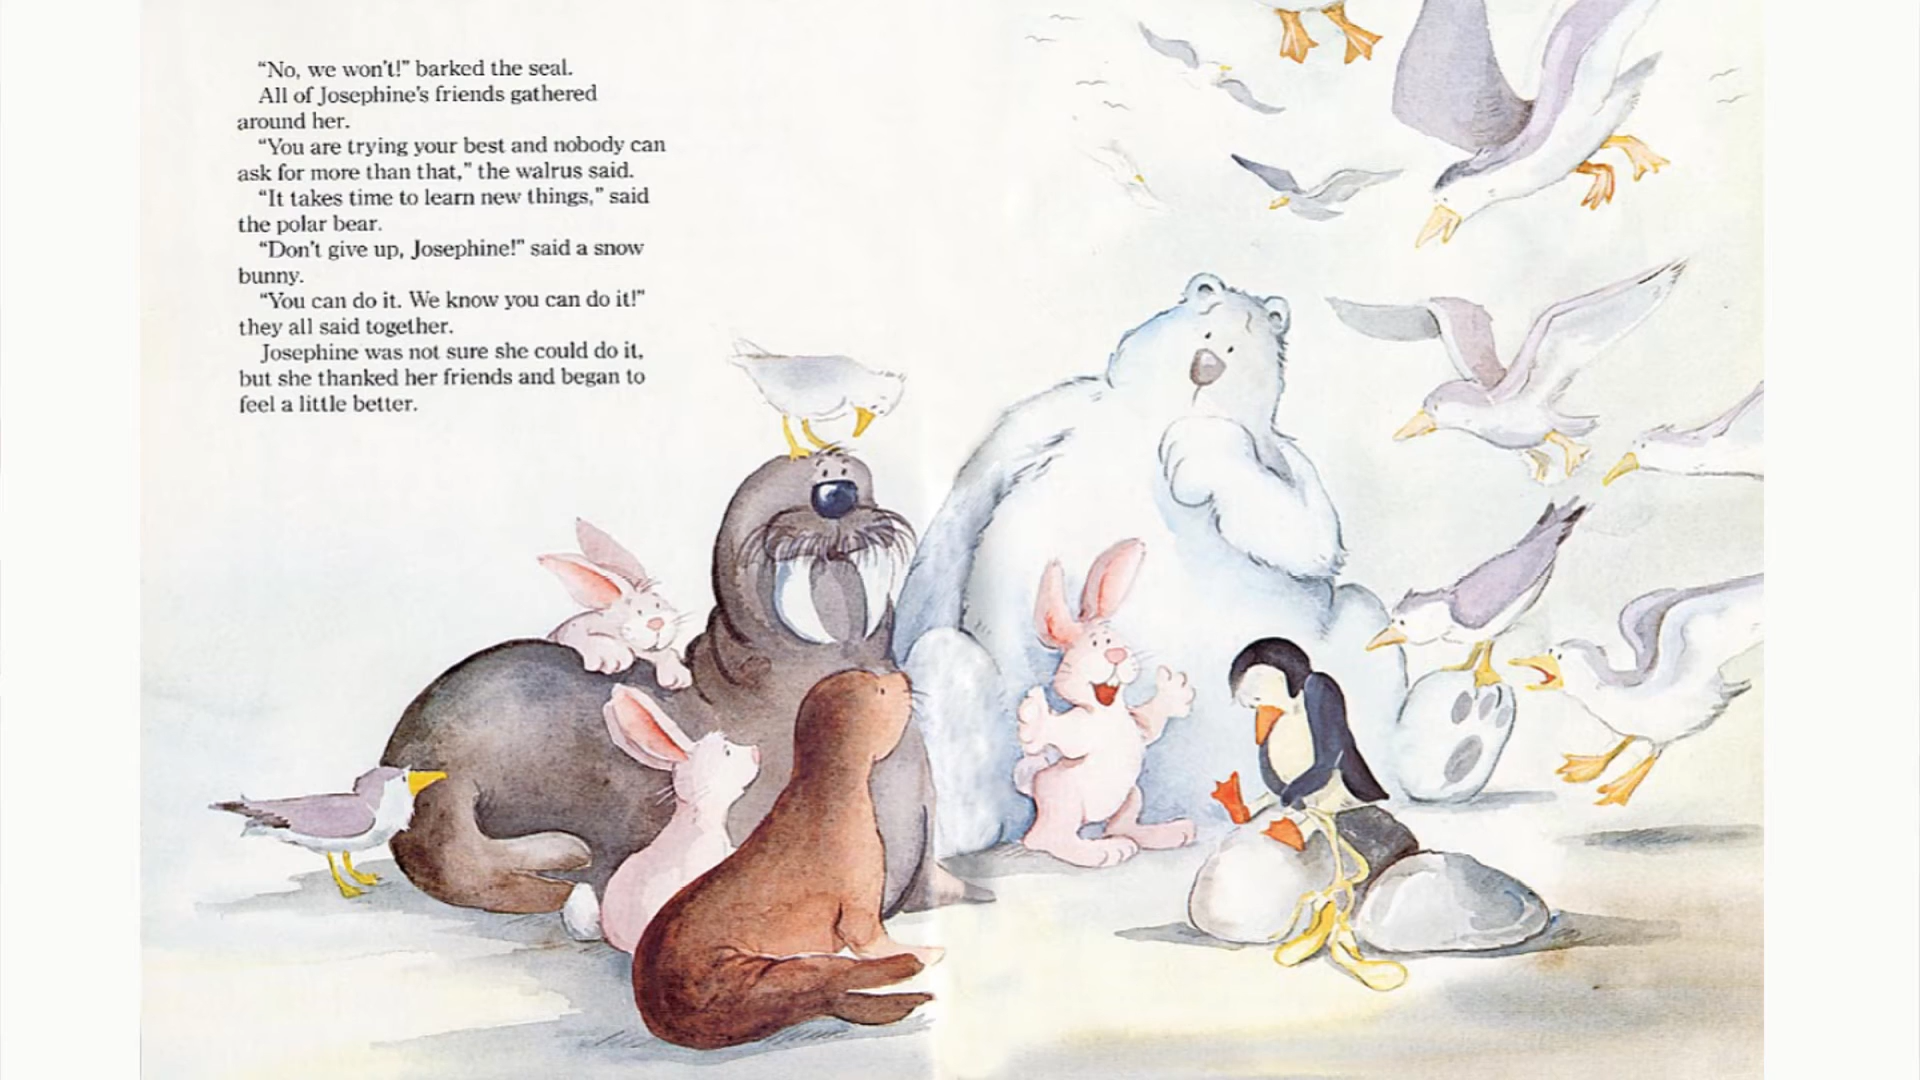 “No, we won’t!” barked the seal.
All of Josephine’s friends gathered
around her.
“You are trying your best and nobody can
ask for more than that,” the walrus said.
“It takes time to learn new things,” said
the polar bear.
“Don’t give up, Josephine!” said a snow
bunny.
“You can do it. We know you can do it!”
they all said together.
Josephine was not sure she could do it,
but she thanked her friends and began to
feel a little better.